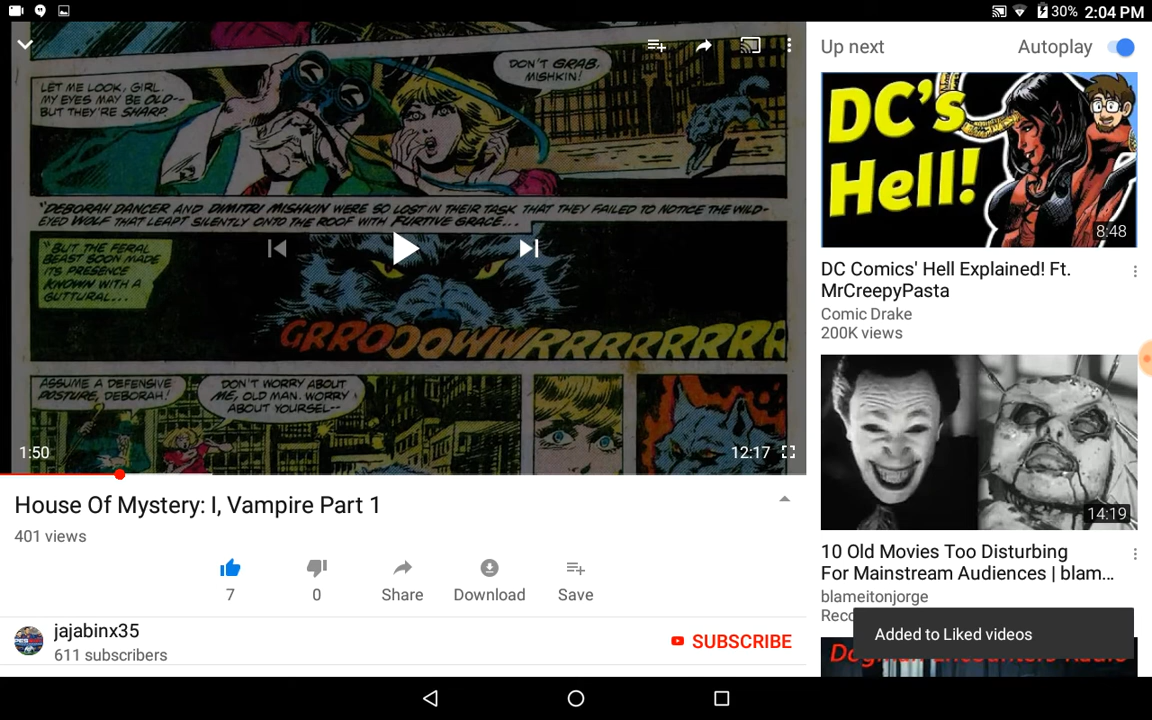 30% 2:04 PM
LET ME LOOK, GIRL.
MY EYES MAY BE OLD--
BUT THEY'RE SHARP.
DON'T GRAB,
MISHKIN!
"DEBORAH DANCER AND DIMITRI MISHKIN WERE SO LOST IN THEIR TASK THAT THEY FAILED TO NOTICE THE WILD-
EYED WOLF THAT LEAPT SILENTLY ONTO THE ROOF WITH FURTIVE GRACE...
"BUT THE FERAL
BEAST SOON MADE
ITS PRESENCE
KNOWN WITH A
GUTTURAL...
GRROOOWWRRRRRRRR
ASSUME A DEFENSIVE
POSTURE, DEBORAH!
DON'T WORRY ABOUT
ME, OLD MAN. WORRY
ABOUT YOURSEL--
1:50
12:17
House Of Mystery: I, Vampire Part 1
401 views
7
0
Share
Download
Save
jajabinx35
611 subscribers
SUBSCRIBE
Up next
Autoplay
DC's
Hell!
8:48
DC Comics' Hell Explained! Ft.
MrCreepyPasta
Comic Drake
200K views
14:19
10 Old Movies Too Disturbing
For Mainstream Audiences | blam...
blameitonjorge
Reco
Added to Liked videos
Dogman Encounters Radio